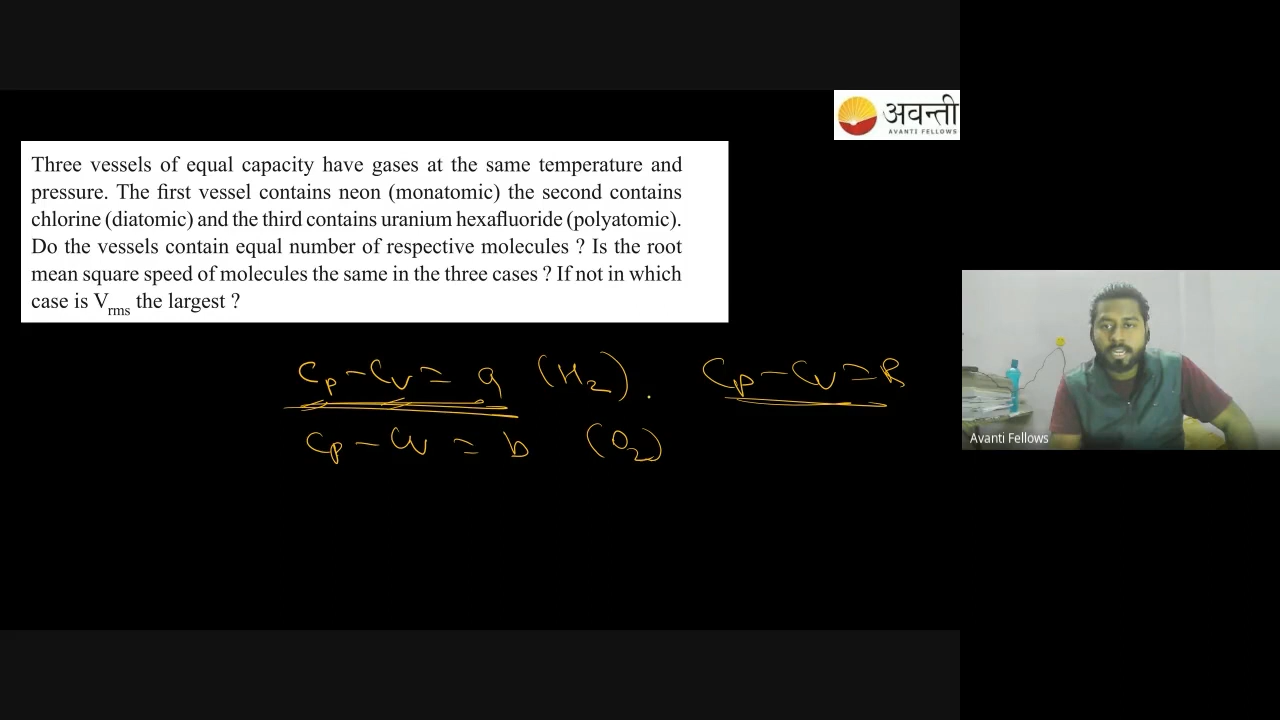 अवन्ती
AVANTI FELLOWS
Three vessels of equal capacity have gases at the same temperature and
pressure. The first vessel contains neon (monatomic) the second contains
chlorine (diatomic) and the third contains uranium hexafluoride (polyatomic).
Do the vessels contain equal number of respective molecules ? Is the root
mean square speed of molecules the same in the three cases ? If not in which
case is Vrms the largest ?
Cp - Cv = a (H2). Cp - Cv = R
Cp - Cv = b (O2)
Avanti Fellows